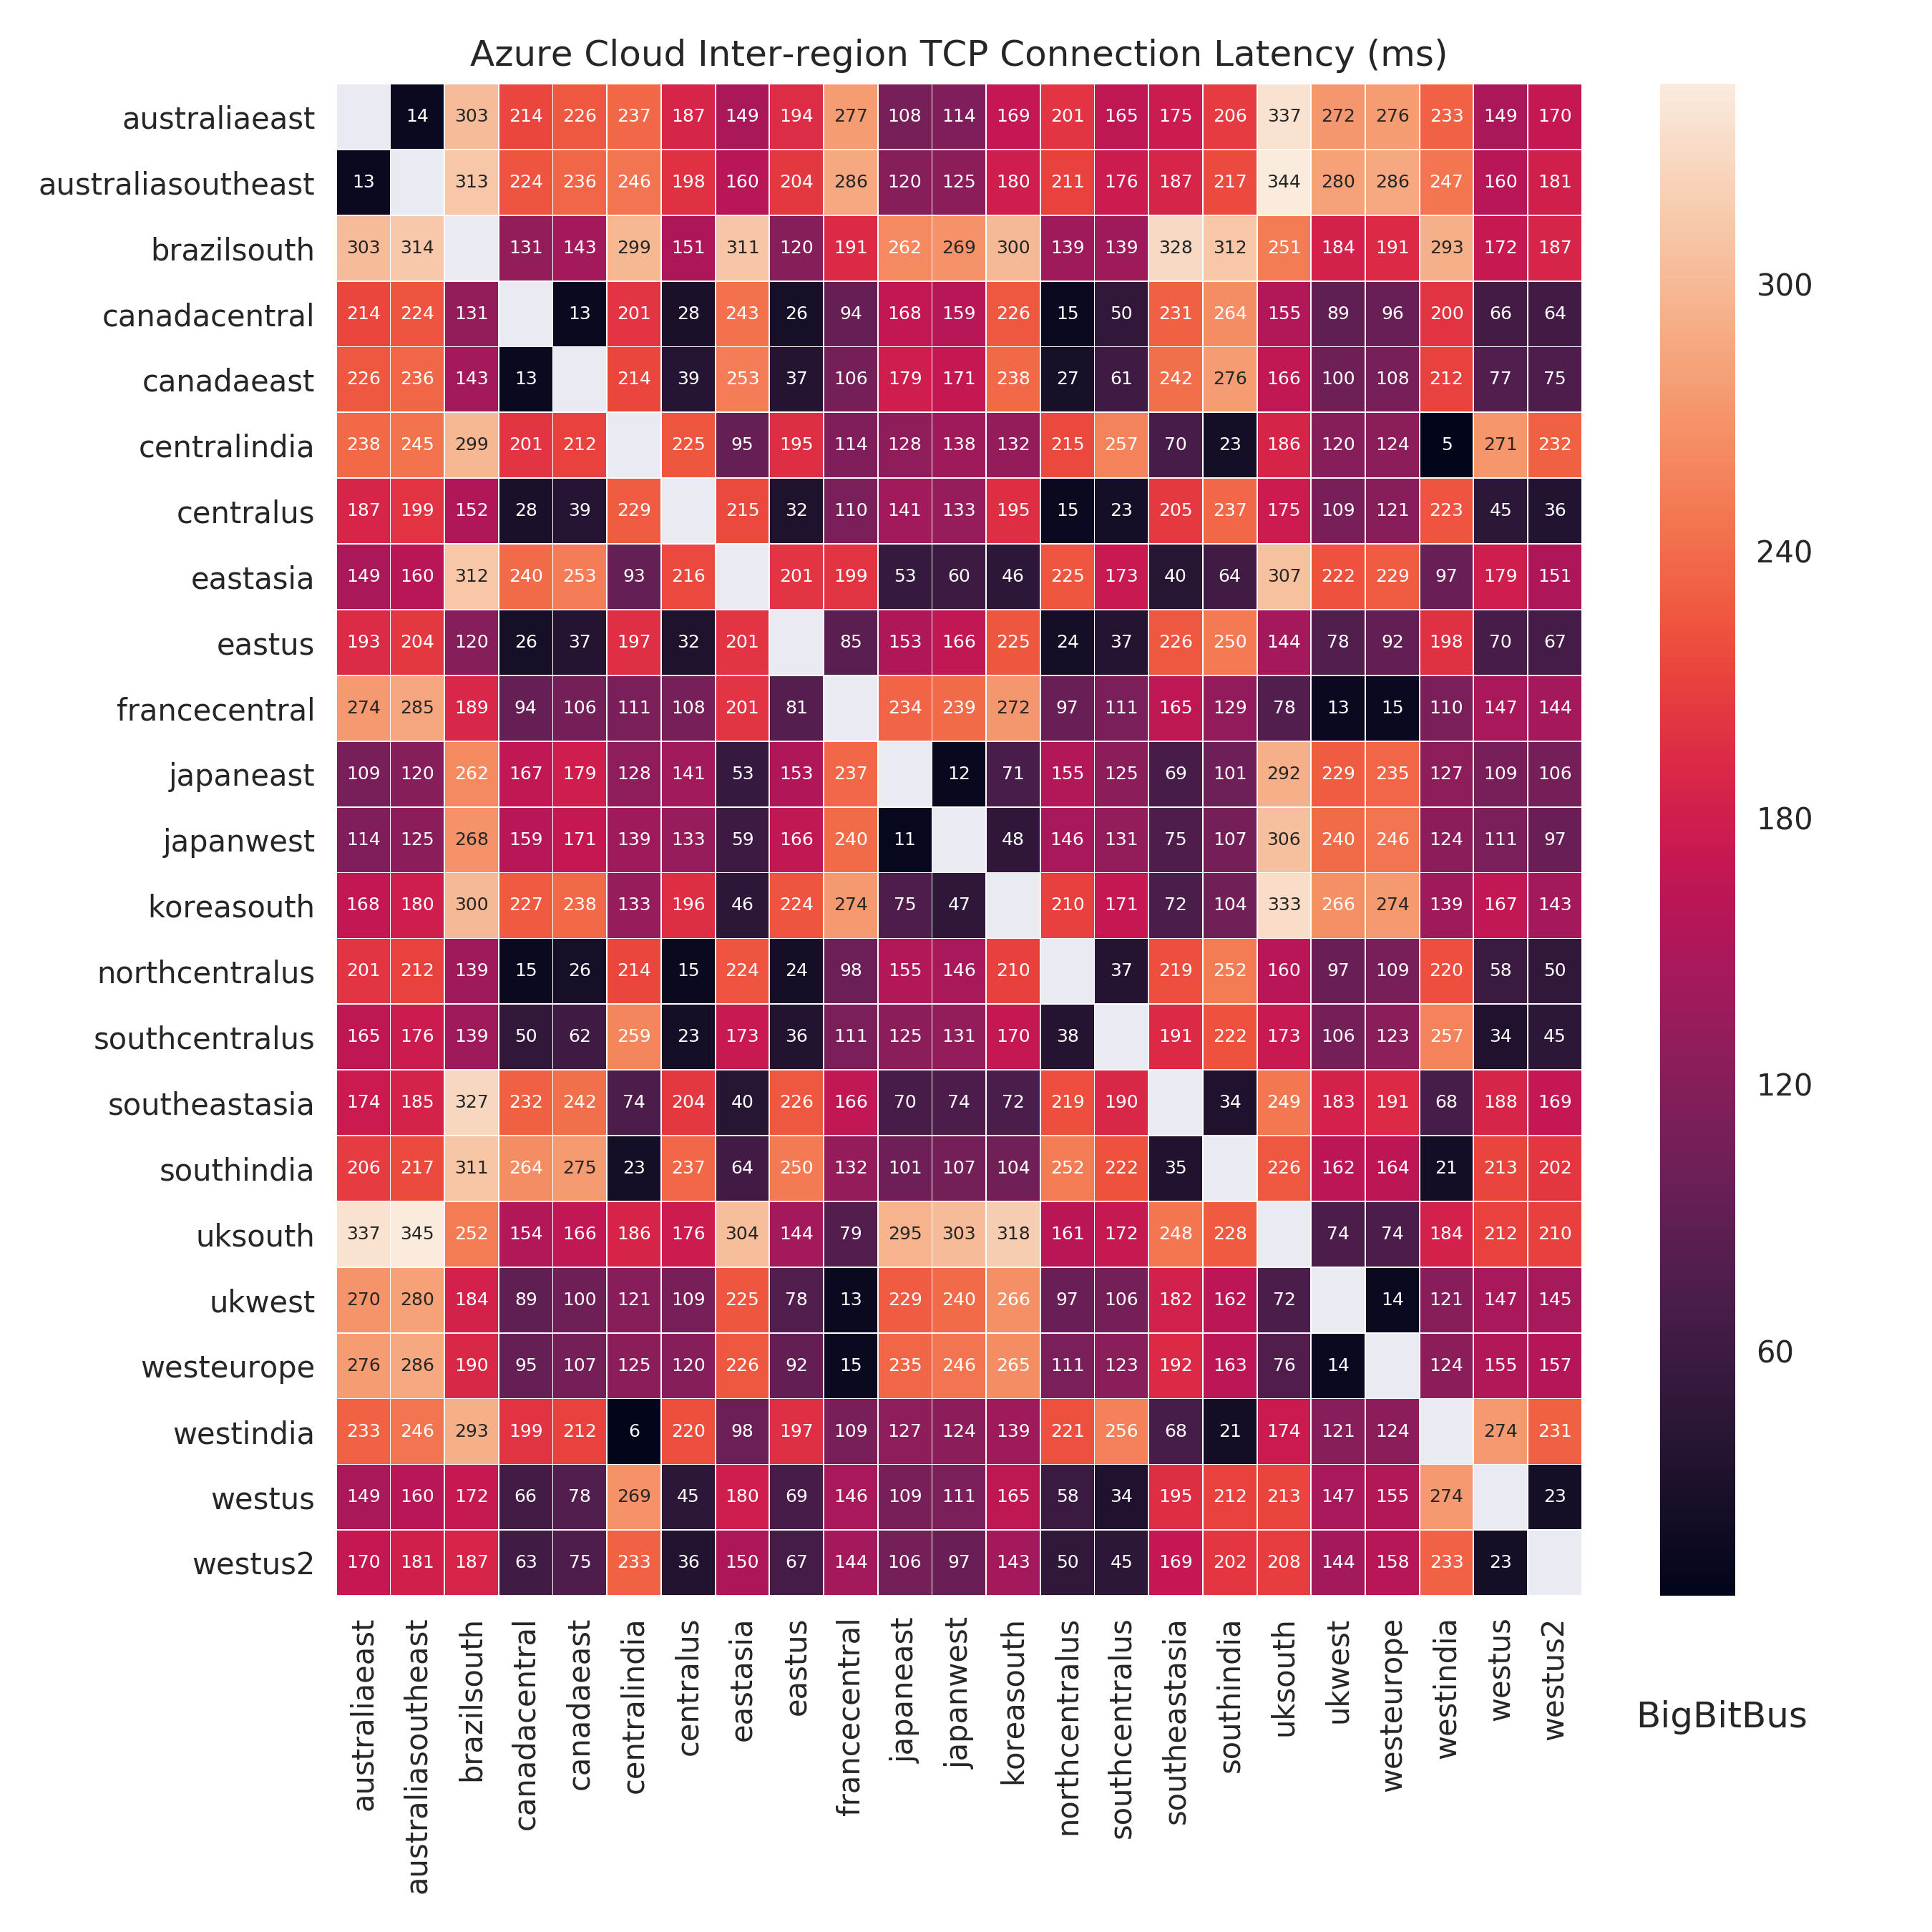 Azure Cloud Inter-region TCP Connection Latency (ms)
australiaeast 14 303 214 226 237 187 149 194 277 108 114 169 201 165 175 206 337 272 276 233 149 170
australiasoutheast 13 313 224 236 246 198 160 204 286 120 125 180 211 176 187 217 344 280 286 247 160 181
brazilsouth 303 314 131 143 299 151 311 120 191 262 269 300 139 139 328 312 251 184 191 293 172 187
canadacentral 214 224 131 13 201 28 243 26 94 168 159 226 15 50 231 264 155 89 96 200 66 64
canadaeast 226 236 143 13 214 39 253 37 106 179 171 238 27 61 242 276 166 100 108 212 77 75
centralindia 238 245 299 201 212 225 95 195 114 128 138 132 215 257 70 23 186 120 124 5 271 232
centralus 187 199 152 28 39 229 215 32 110 141 133 195 15 23 205 237 175 109 121 223 45 36
eastasia 149 160 312 240 253 93 216 201 199 53 60 46 225 173 40 64 307 222 229 97 179 151
eastus 193 204 120 26 37 197 32 201 85 153 166 225 24 37 226 250 144 78 92 198 70 67
francecentral 274 285 189 94 106 111 108 201 81 234 239 272 97 111 165 129 78 13 15 110 147 144
japaneast 109 120 262 167 179 128 141 53 153 237 12 71 155 125 69 101 292 229 235 127 109 106
japanwest 114 125 268 159 171 139 133 59 166 240 11 48 146 131 75 107 306 240 246 124 111 97
koreasouth 168 180 300 227 238 133 196 46 224 274 75 47 210 171 72 104 333 266 274 139 167 143
northcentralus 201 212 139 15 26 214 15 224 24 98 155 146 210 37 219 252 160 97 109 220 58 50
southcentralus 165 176 139 50 62 259 23 173 36 111 125 131 170 38 191 222 173 106 123 257 34 45
southeastasia 174 185 327 232 242 74 204 40 226 166 70 74 72 219 190 34 249 183 191 68 188 169
southindia 206 217 311 264 275 23 237 64 250 132 101 107 104 252 222 35 226 162 164 21 213 202
uksouth 337 345 252 154 166 186 176 304 144 79 295 303 318 161 172 248 228 74 74 184 212 210
ukwest 270 280 184 89 100 121 109 225 78 13 229 240 266 97 106 182 162 72 14 121 147 145
westeurope 276 286 190 95 107 125 120 226 92 15 235 246 265 111 123 192 163 76 14 124 155 157
westindia 233 246 293 199 212 6 220 98 197 109 127 124 139 221 256 68 21 174 121 124 274 231
westus 149 160 172 66 78 269 45 180 69 146 109 111 165 58 34 195 212 213 147 155 274 23
westus2 170 181 187 63 75 233 36 150 67 144 106 97 143 50 45 169 202 208 144 158 233 23
australiaeast
australiasoutheast
brazilsouth
canadacentral
canadaeast
centralindia
centralus
eastasia
eastus
francecentral
japaneast
japanwest
koreasouth
northcentralus
southcentralus
southeastasia
southindia
uksouth
ukwest
westeurope
westindia
westus
westus2
300
240
180
120
60
BigBitBus